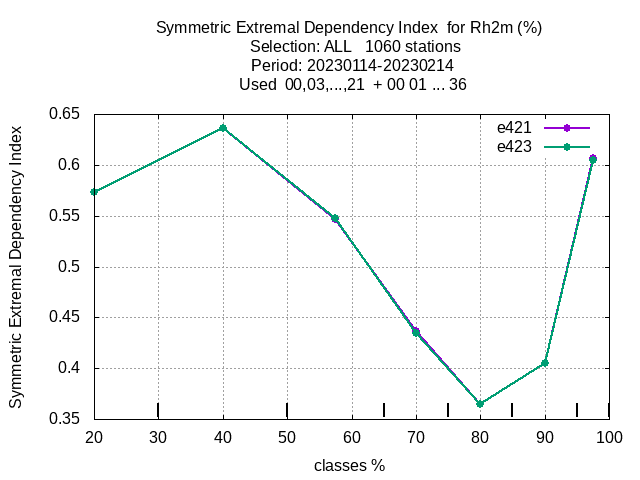 Symmetric Extremal Dependency Index  for Rh2m (%)
Selection: ALL   1060 stations
Period: 20230114-20230214
Used  00,03,...,21  + 00 01 ... 36
Symmetric Extremal Dependency Index
0.65
0.6
0.55
0.5
0.45
0.4
0.35
e421
e423
20 30 40 50 60 70 80 90 100
classes %